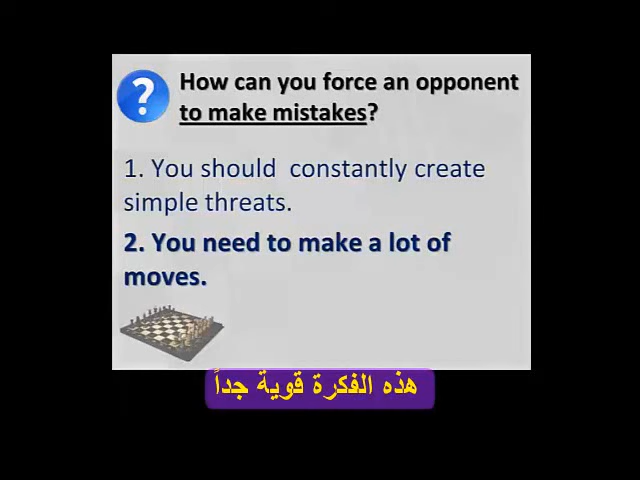 ?
How can you force an opponent
to make mistakes?
1. You should constantly create
simple threats.
2. You need to make a lot of
moves.
هذه الفكرة قوية جداً